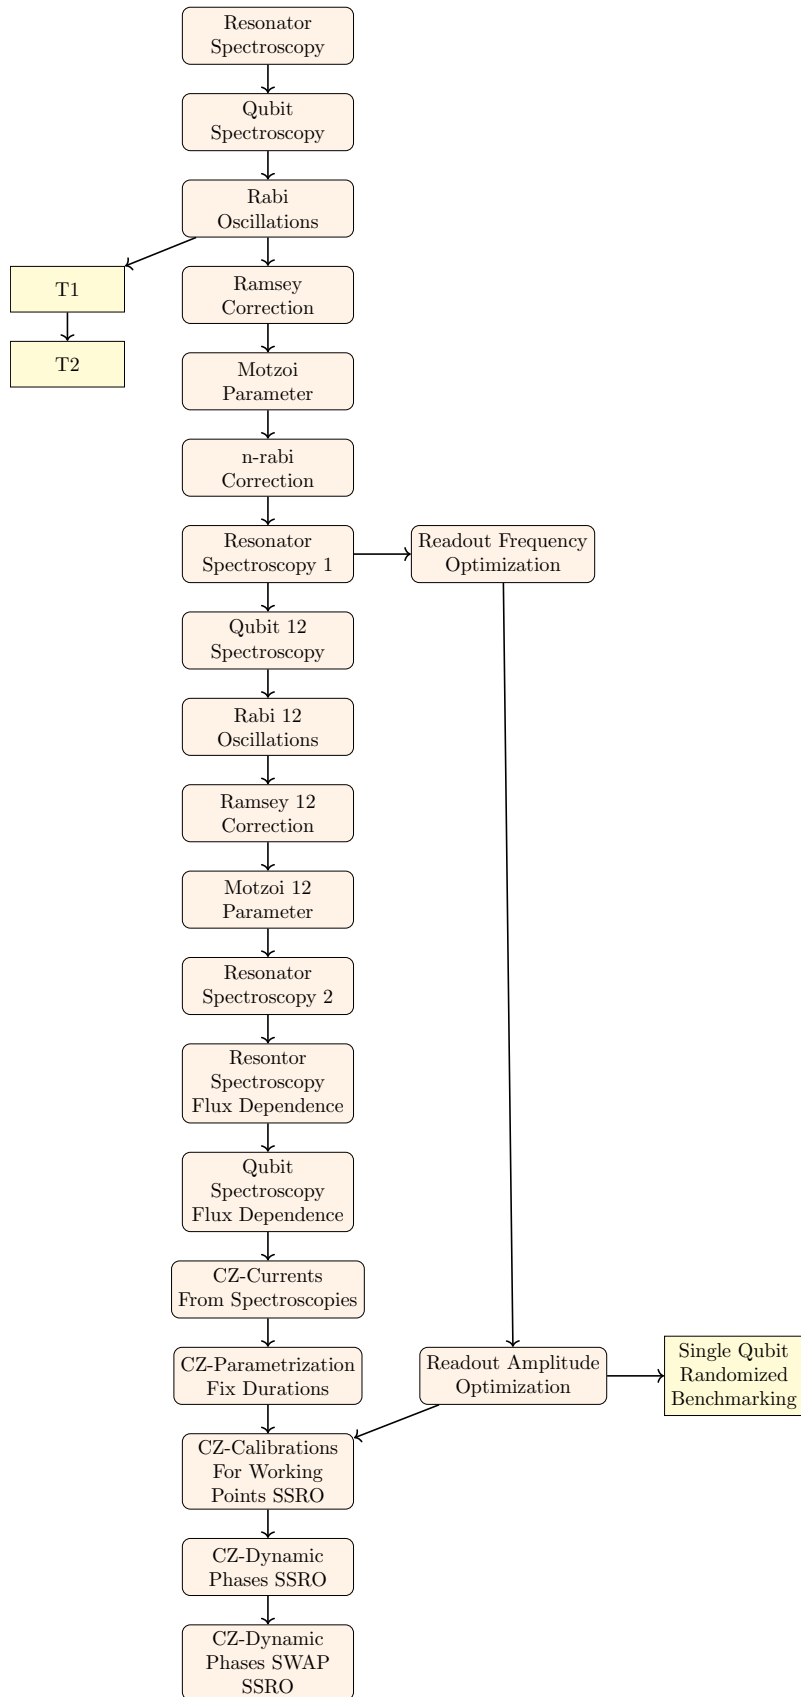 Resonator
Spectroscopy
Qubit
Spectroscopy
Rabi
Oscillations
T1
Ramsey
Correction
T2
Motzoi
Parameter
n-rabi
Correction
Resonator
Spectroscopy 1
Readout Frequency
Optimization
Qubit 12
Spectroscopy
Rabi 12
Oscillations
Ramsey 12
Correction
Motzoi 12
Parameter
Resonator
Spectroscopy 2
Resontor
Spectroscopy
Flux Dependence
Qubit
Spectroscopy
Flux Dependence
CZ-Currents
From Spectroscopies
CZ-Parametrization
Fix Durations
Readout Amplitude
Optimization
Single Qubit
Randomized
Benchmarking
CZ-Calibrations
For Working
Points SSRO
CZ-Dynamic
Phases SSRO
CZ-Dynamic
Phases SWAP
SSRO